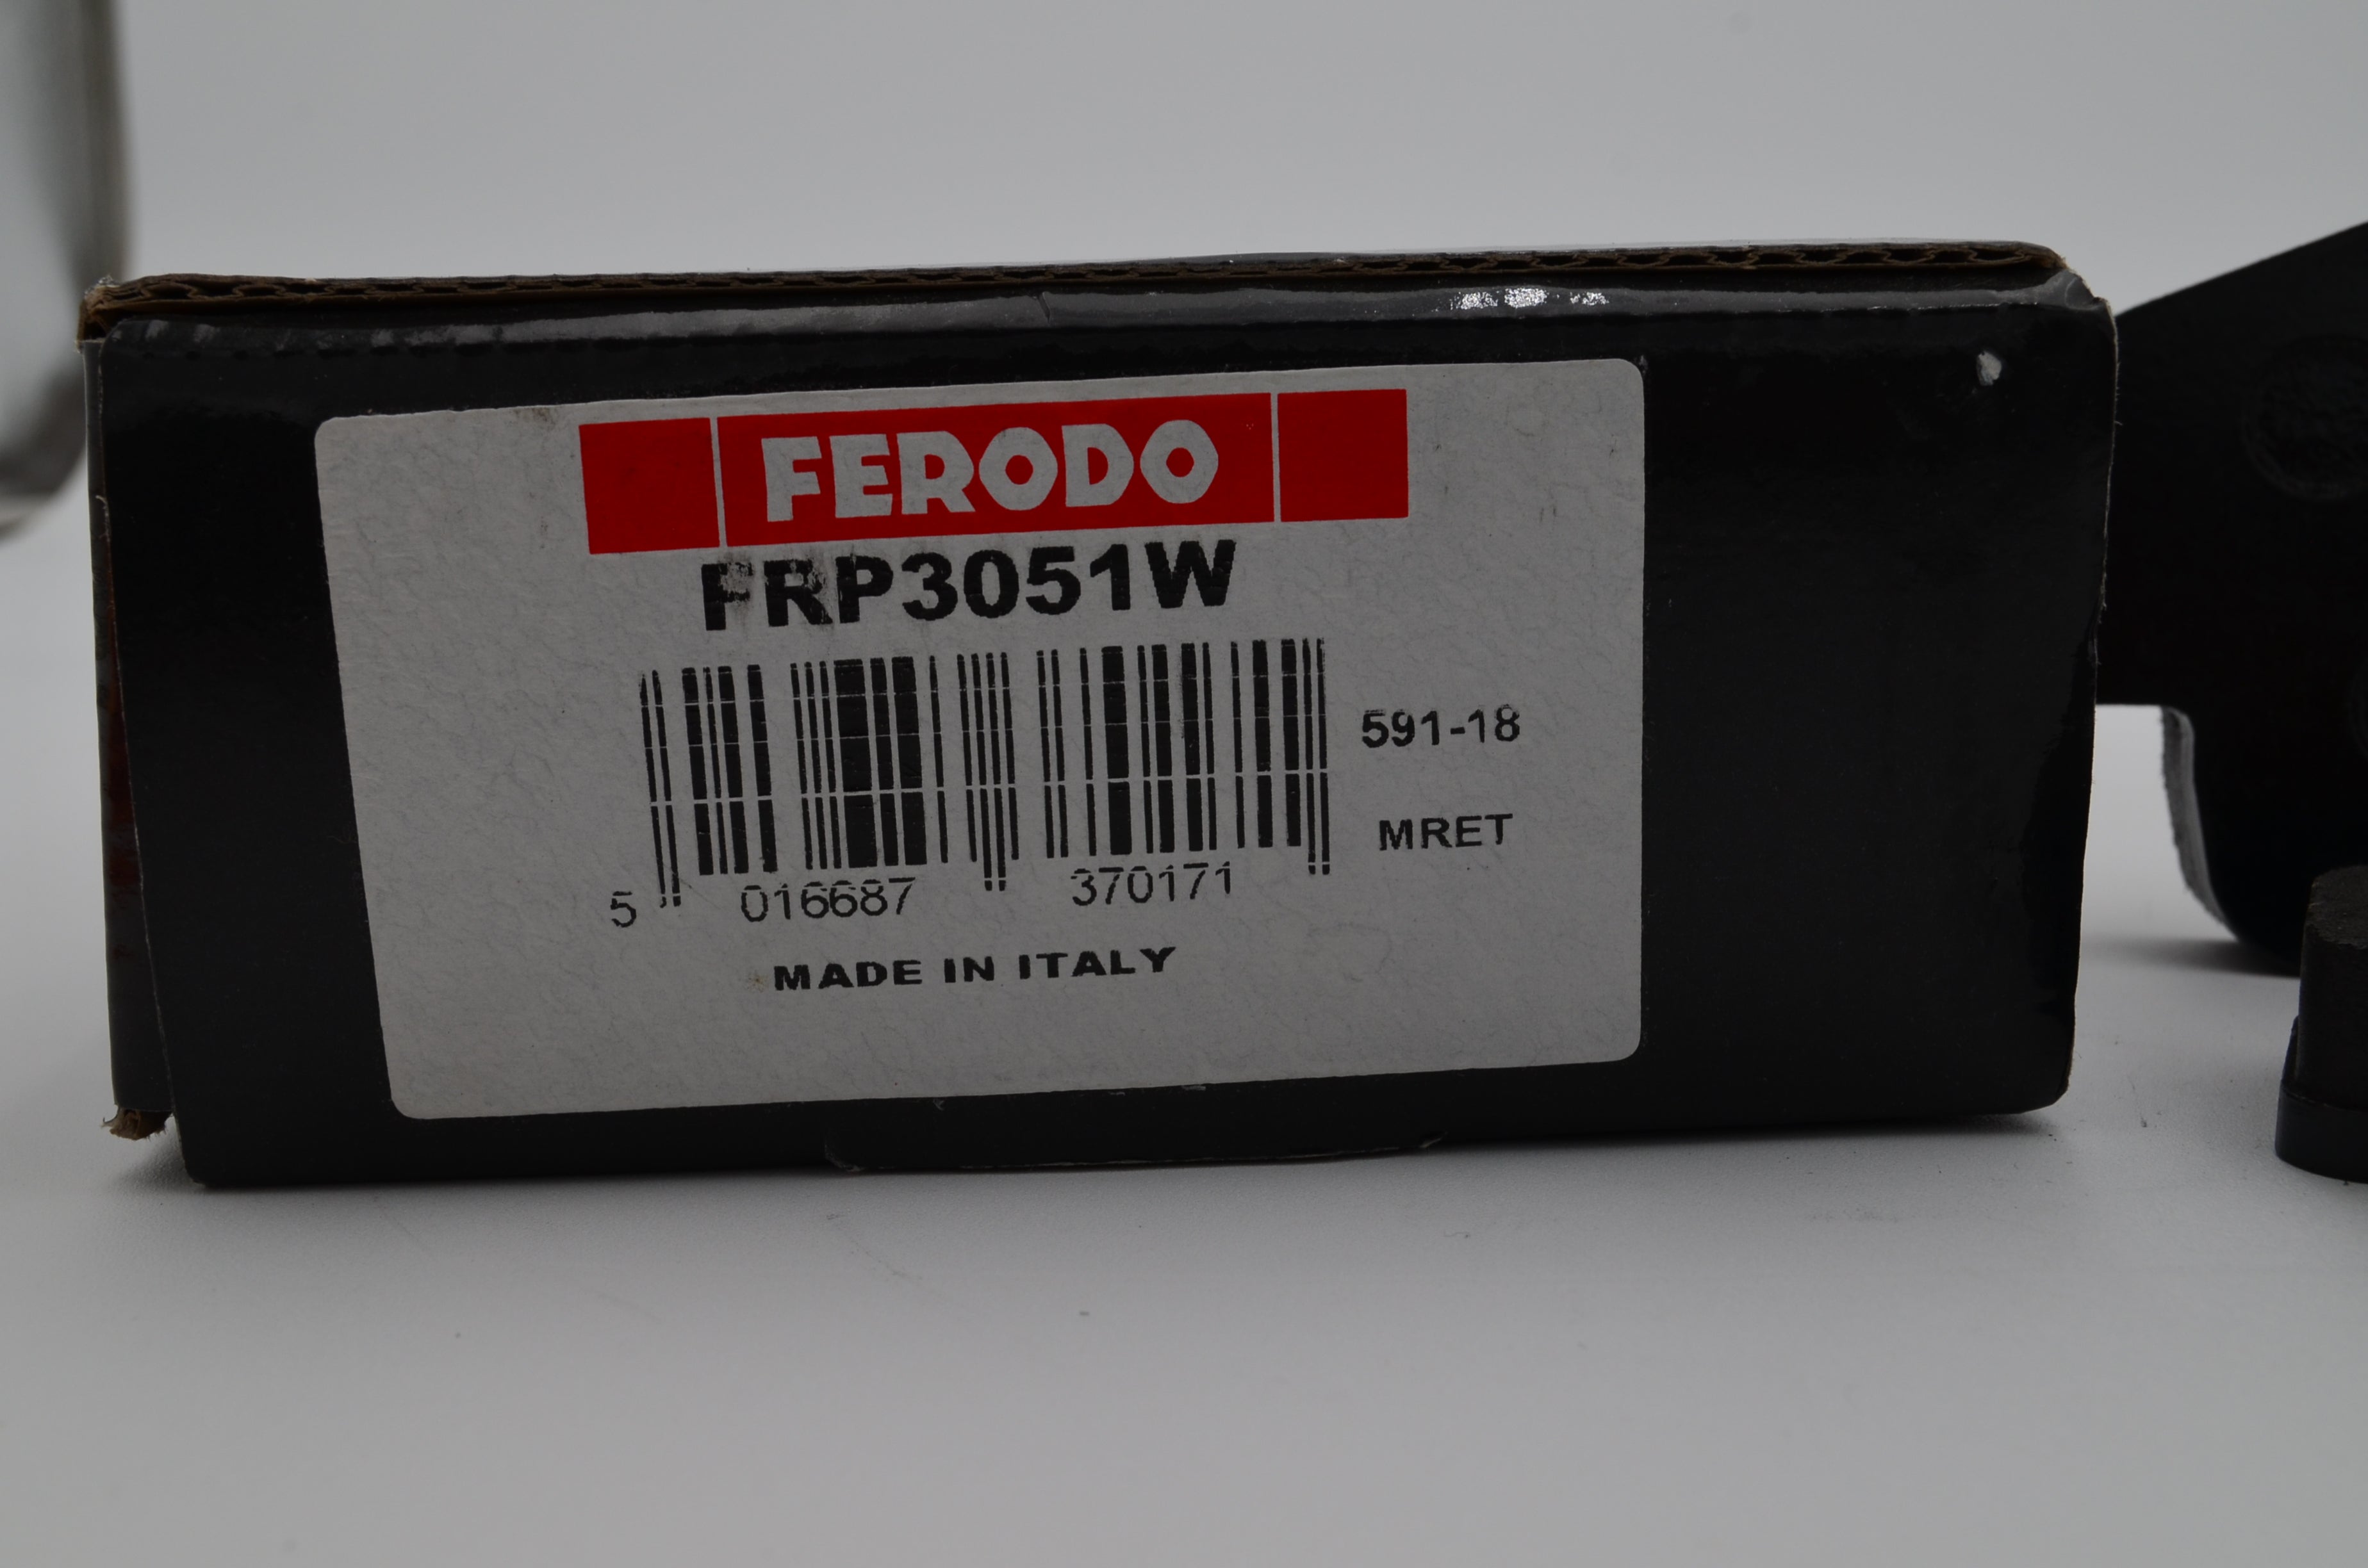 FERODO
FRP3051W
591-18
MRET
5 016687 370171
MADE IN ITALY